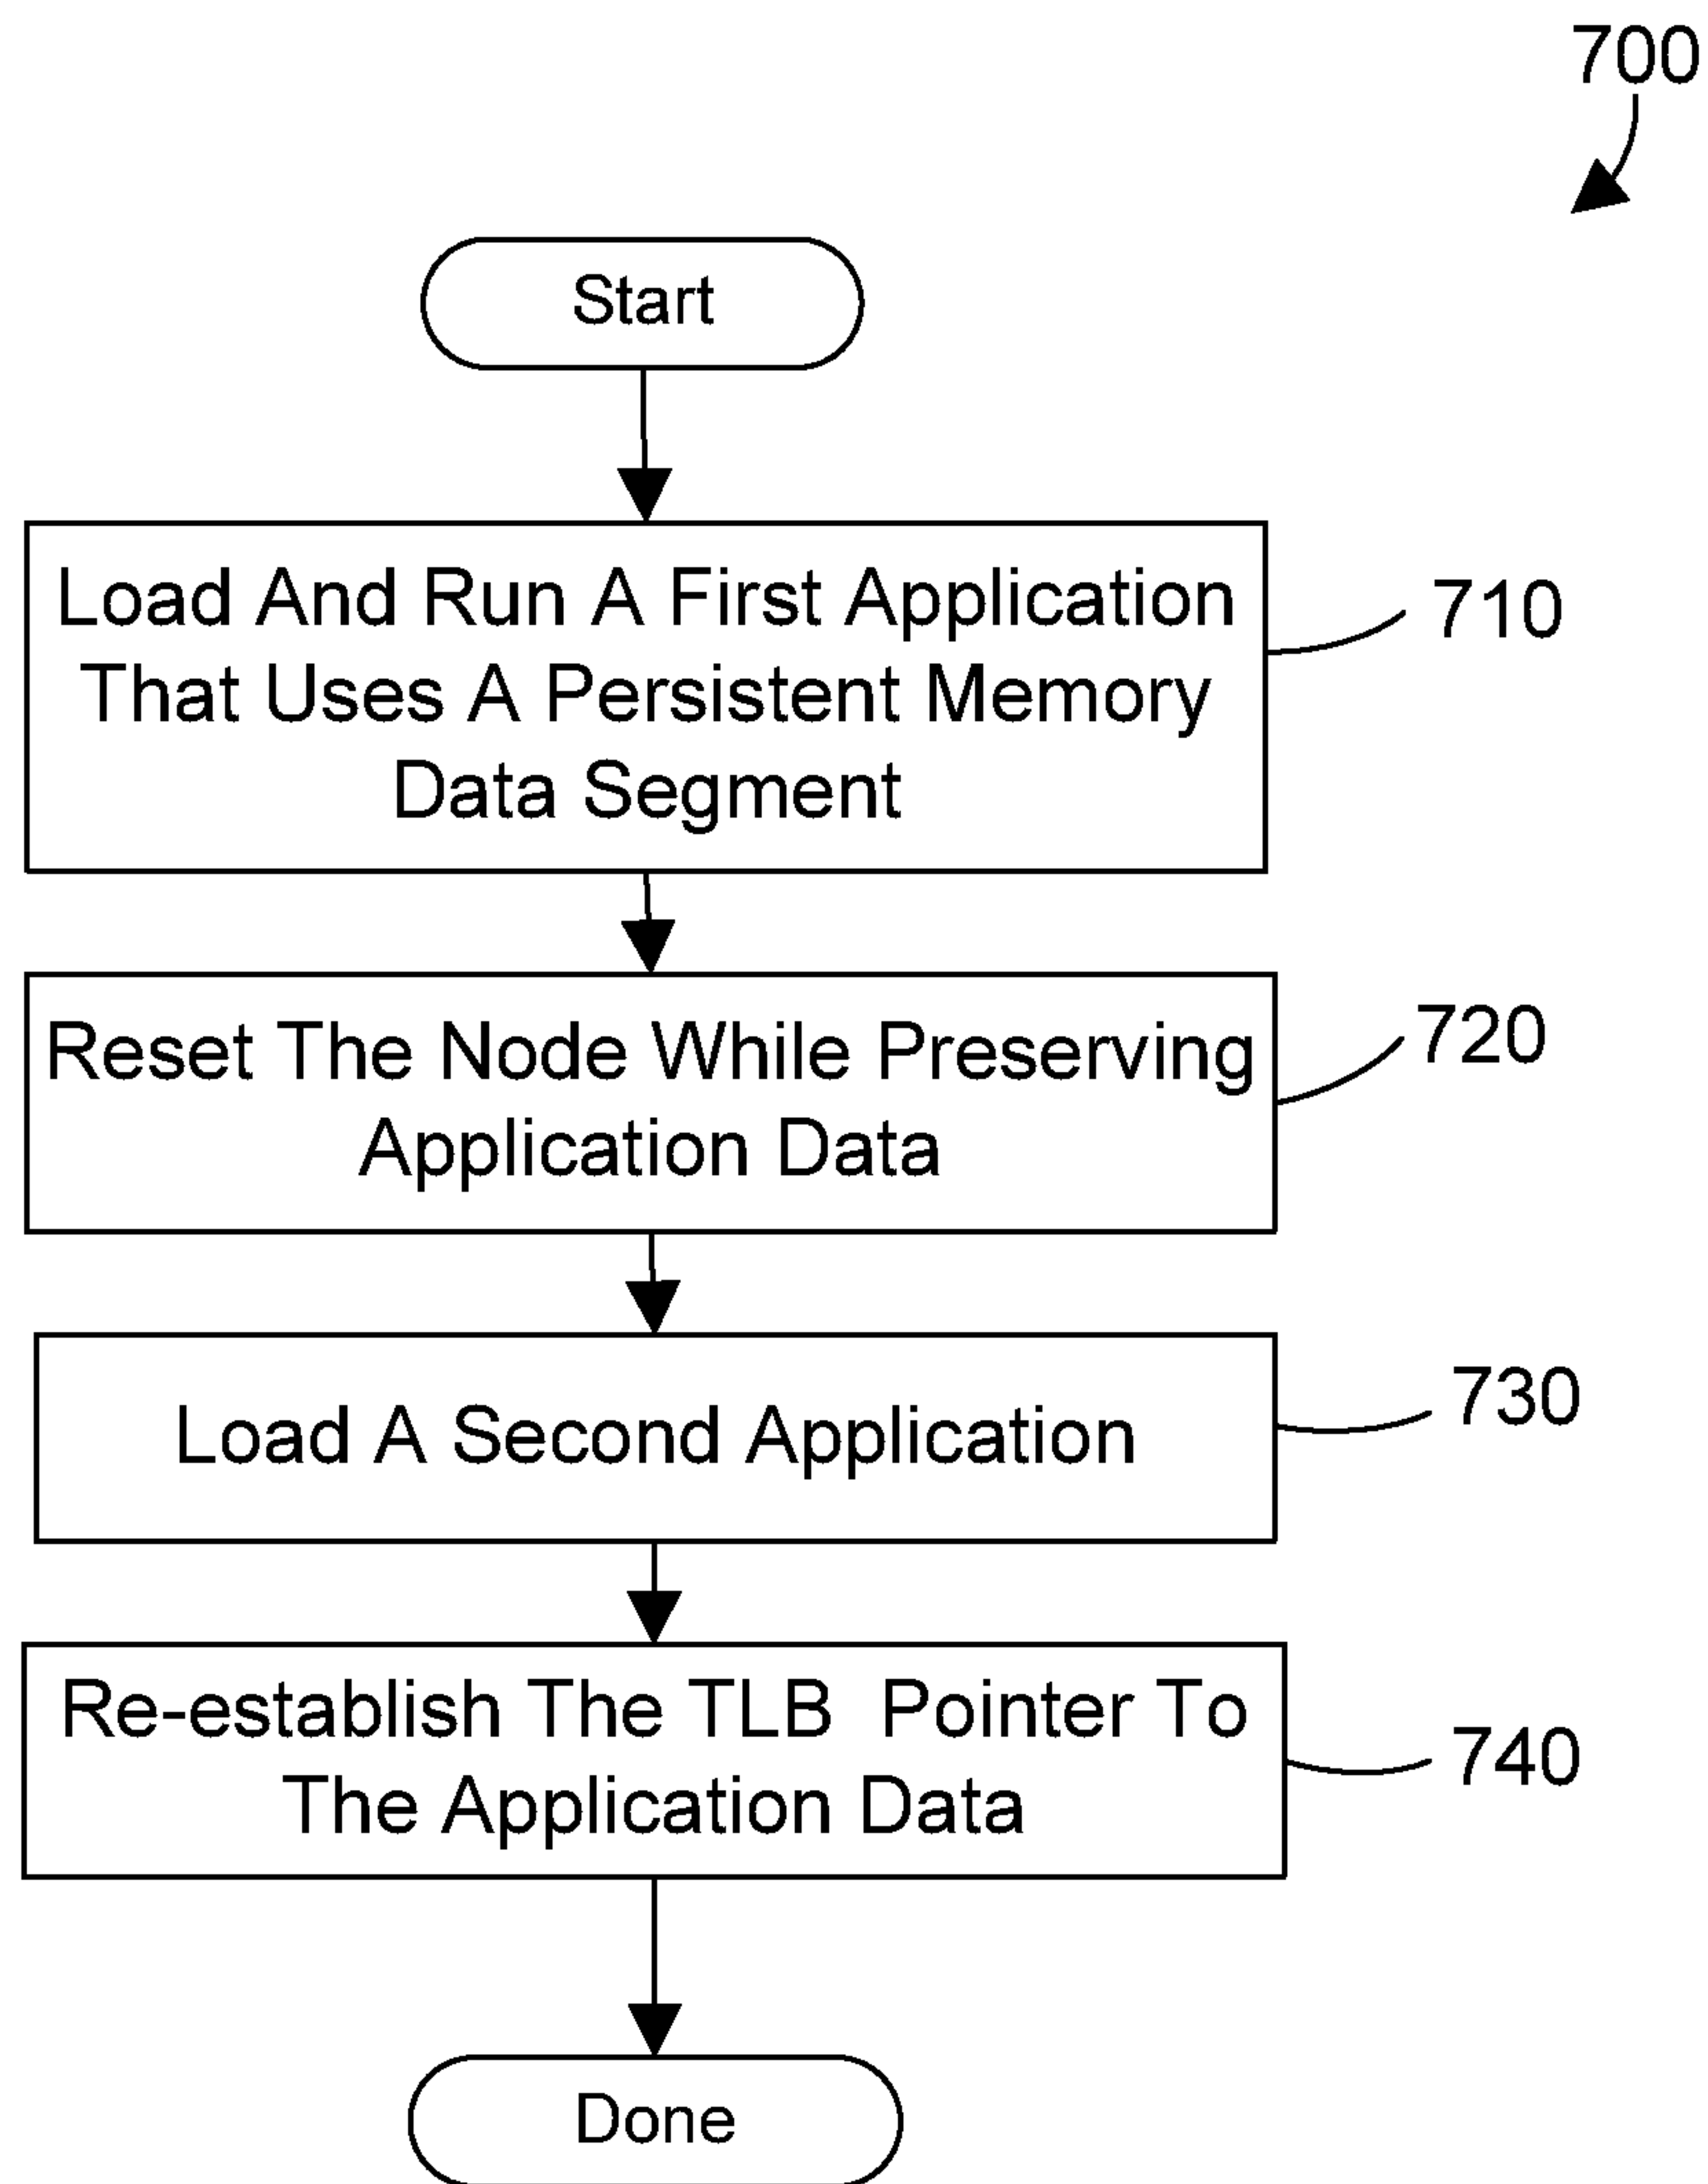 700
Start
Load And Run A First Application
That Uses A Persistent Memory
Data Segment
710
Reset The Node While Preserving
Application Data
720
Load A Second Application
730
Re-establish The TLB Pointer To
The Application Data
740
Done